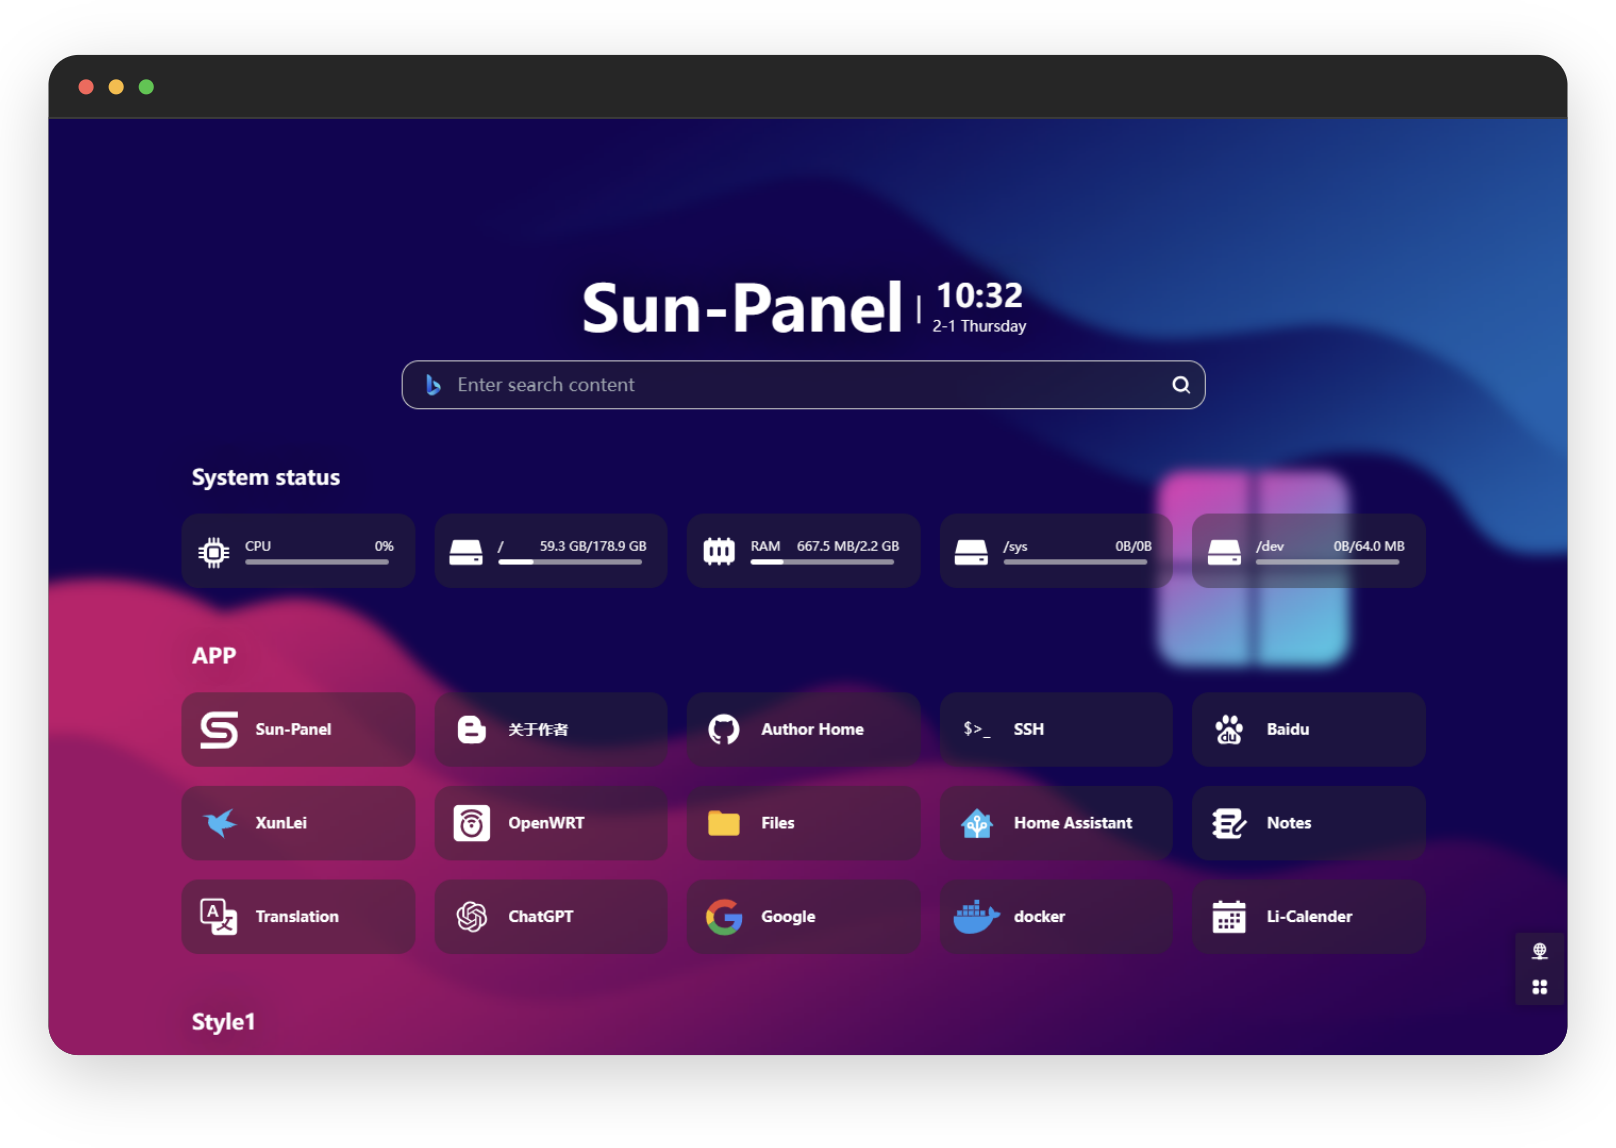 Sun-Panel
10:32
2-1 Thursday
Enter search content
System status
CPU 0%
/ 59.3 GB/178.9 GB
RAM 667.5 MB/2.2 GB
/sys 0B/0B
/dev 0B/64.0 MB
APP
Sun-Panel
关于作者
Author Home
$>_ SSH
du Baidu
XunLei
OpenWRT
Files
Home Assistant
Notes
A Translation
ChatGPT
Google
docker
Li-Calender
Style1